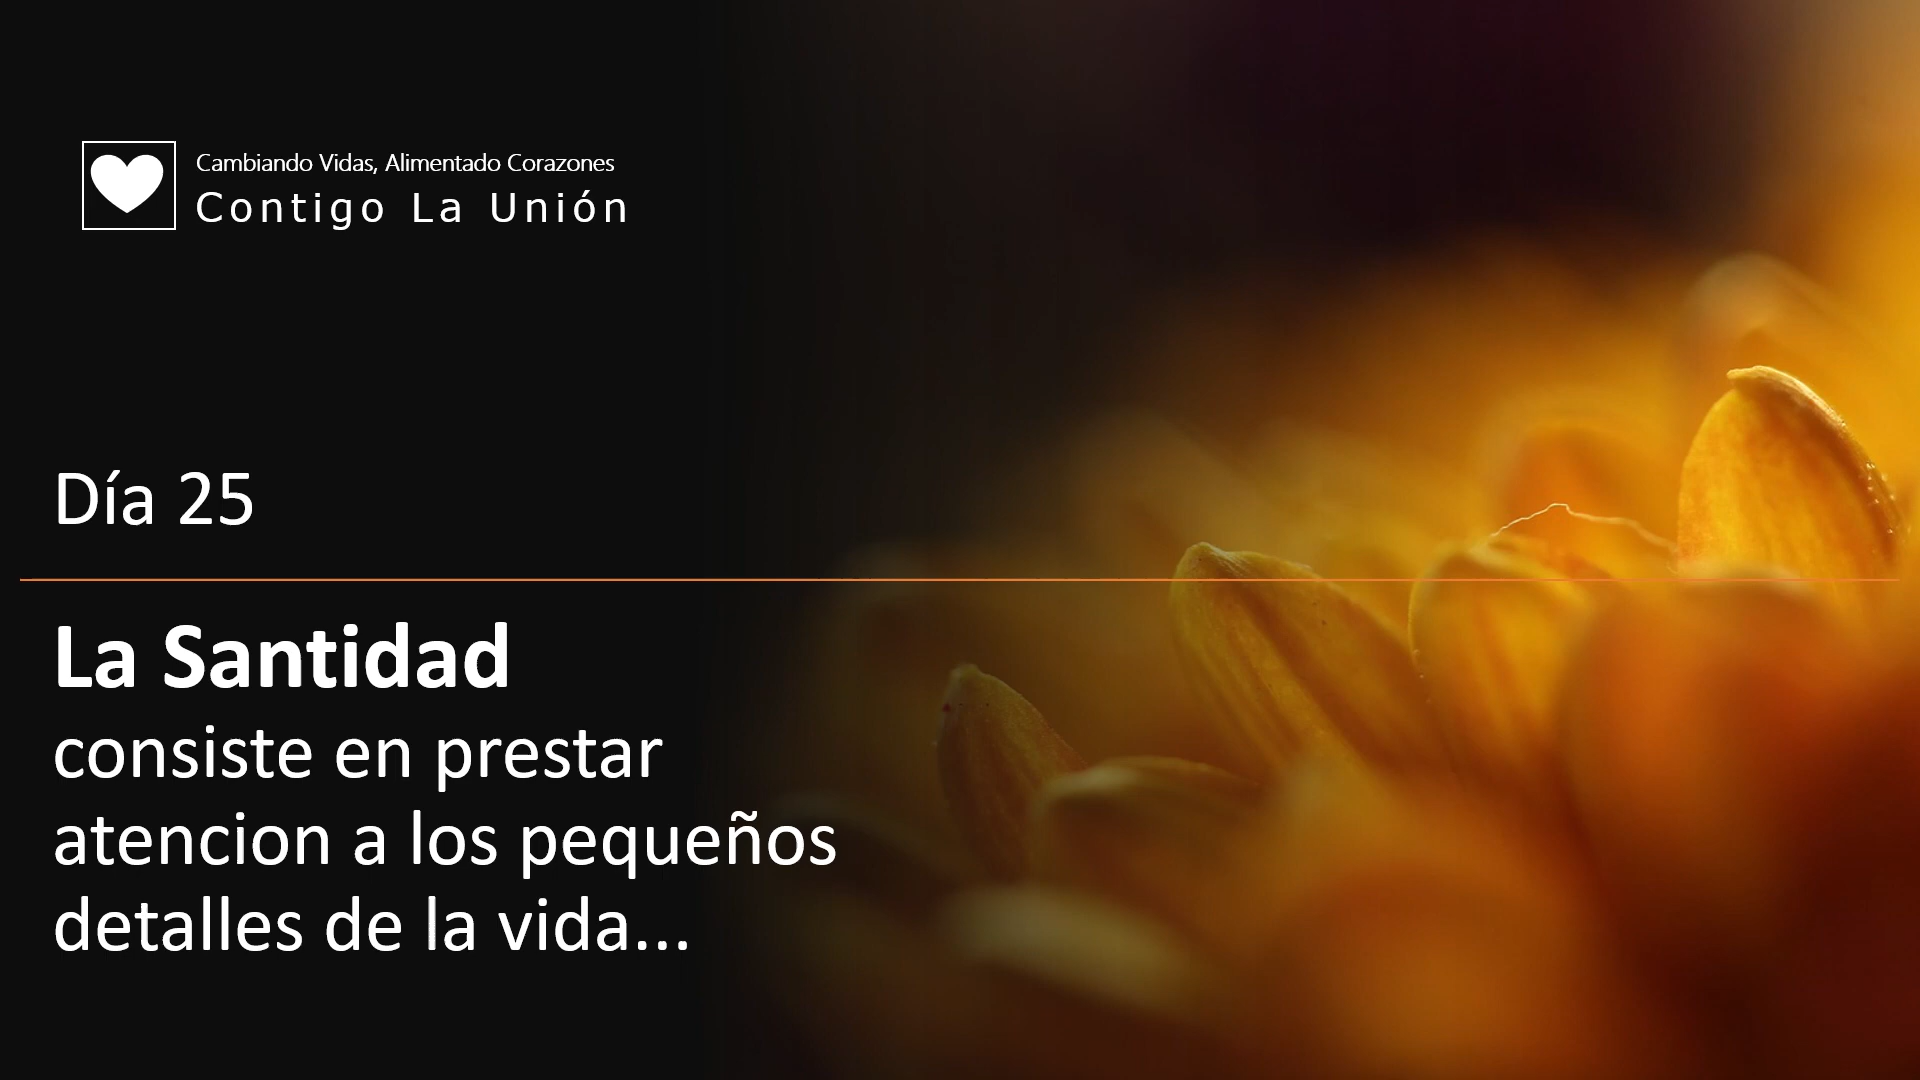 Cambiando Vidas, Alimentado Corazones
Contigo La Unión
Día 25
La Santidad
consiste en prestar
atencion a los pequeños
detalles de la vida...